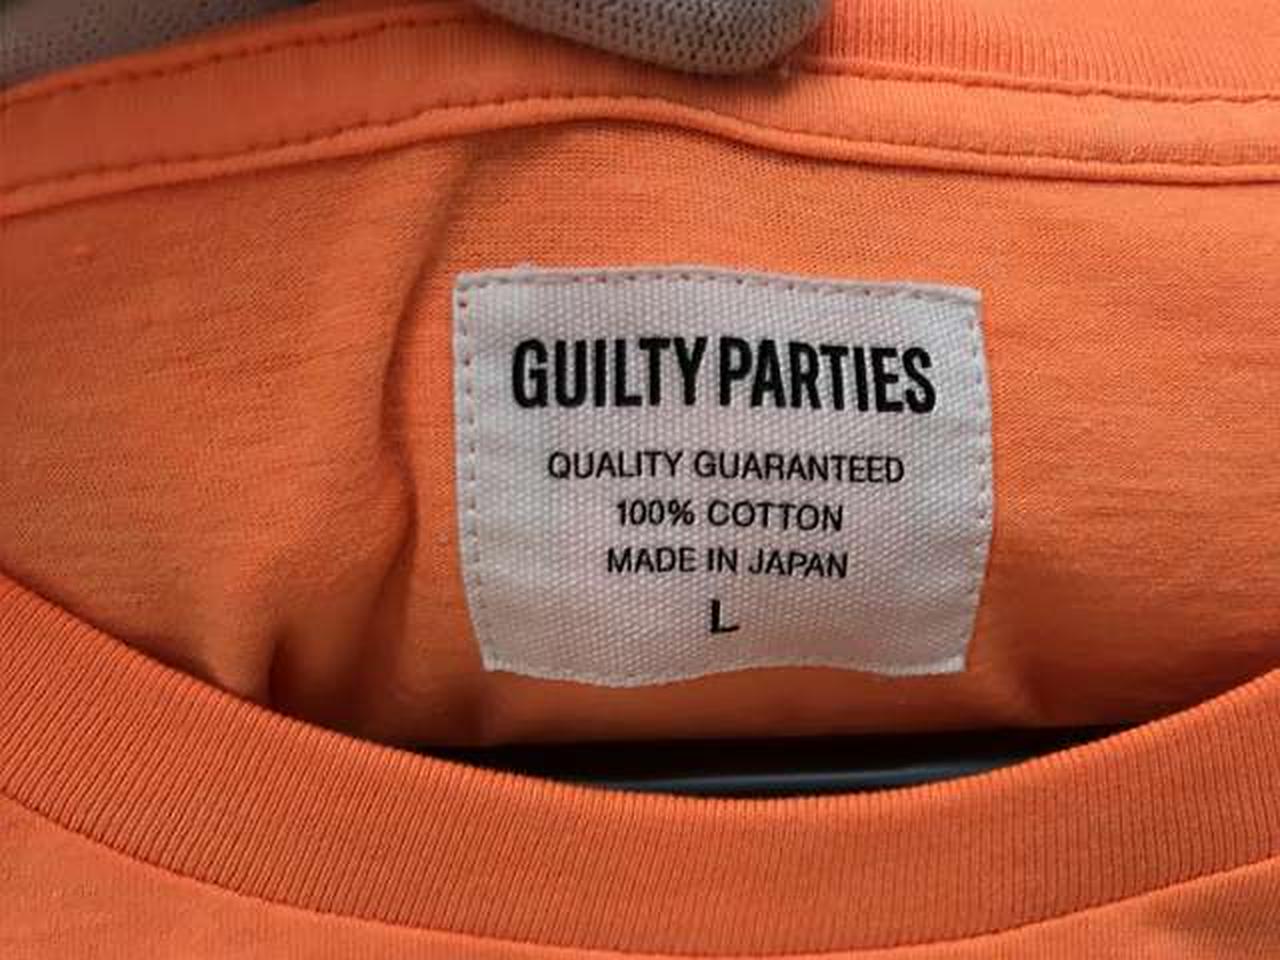 GUILTY PARTIES
QUALITY GUARANTEED
100% COTTON
MADE IN JAPAN
L